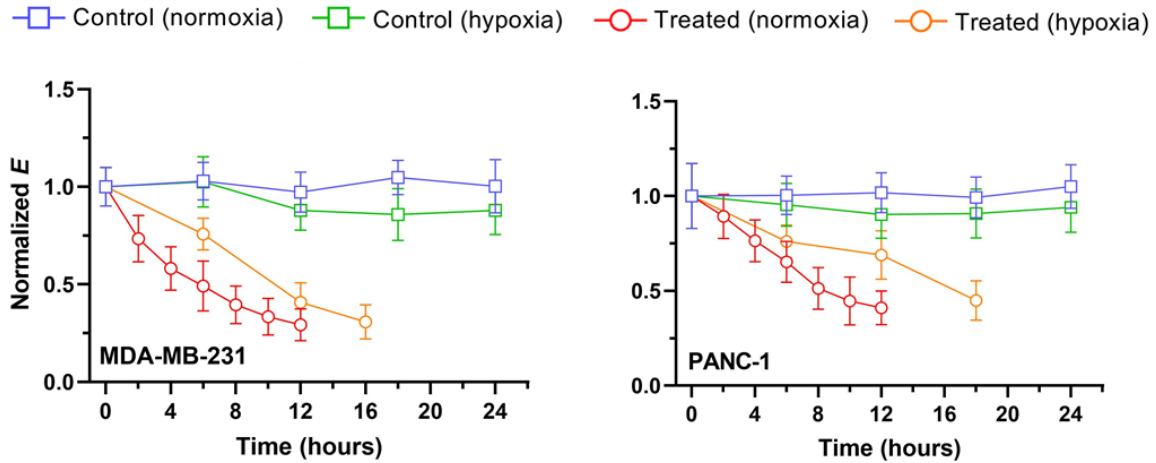 Control (normoxia) Control (hypoxia) Treated (normoxia) Treated (hypoxia)
Normalized E
1.5
1.0
0.5
0.0
MDA-MB-231
0 4 8 12 16 20 24
Time (hours)
1.5
1.0
0.5
0.0
PANC-1
0 4 8 12 16 20 24
Time (hours)